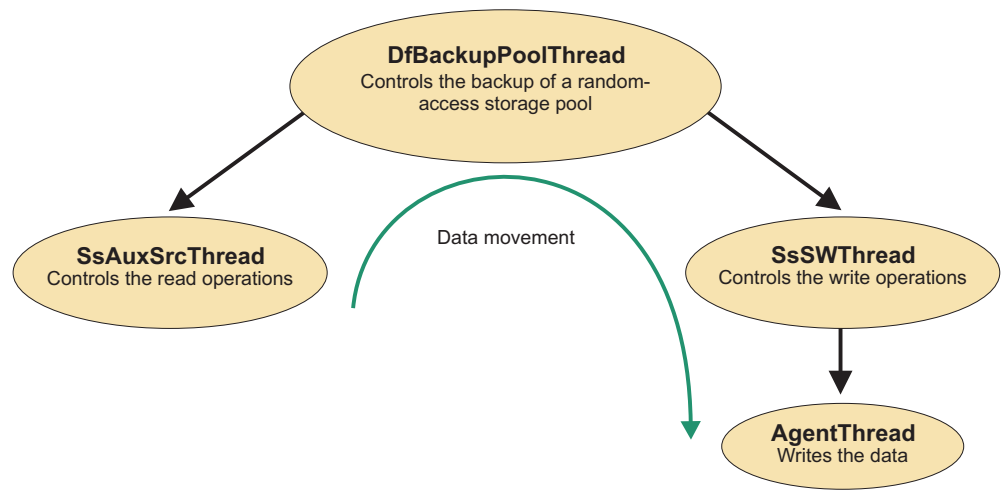 DfBackupPoolThread
Controls the backup of a random-
access storage pool
Data movement
SsAuxSrcThread
Controls the read operations
SsSWThread
Controls the write operations
AgentThread
Writes the data